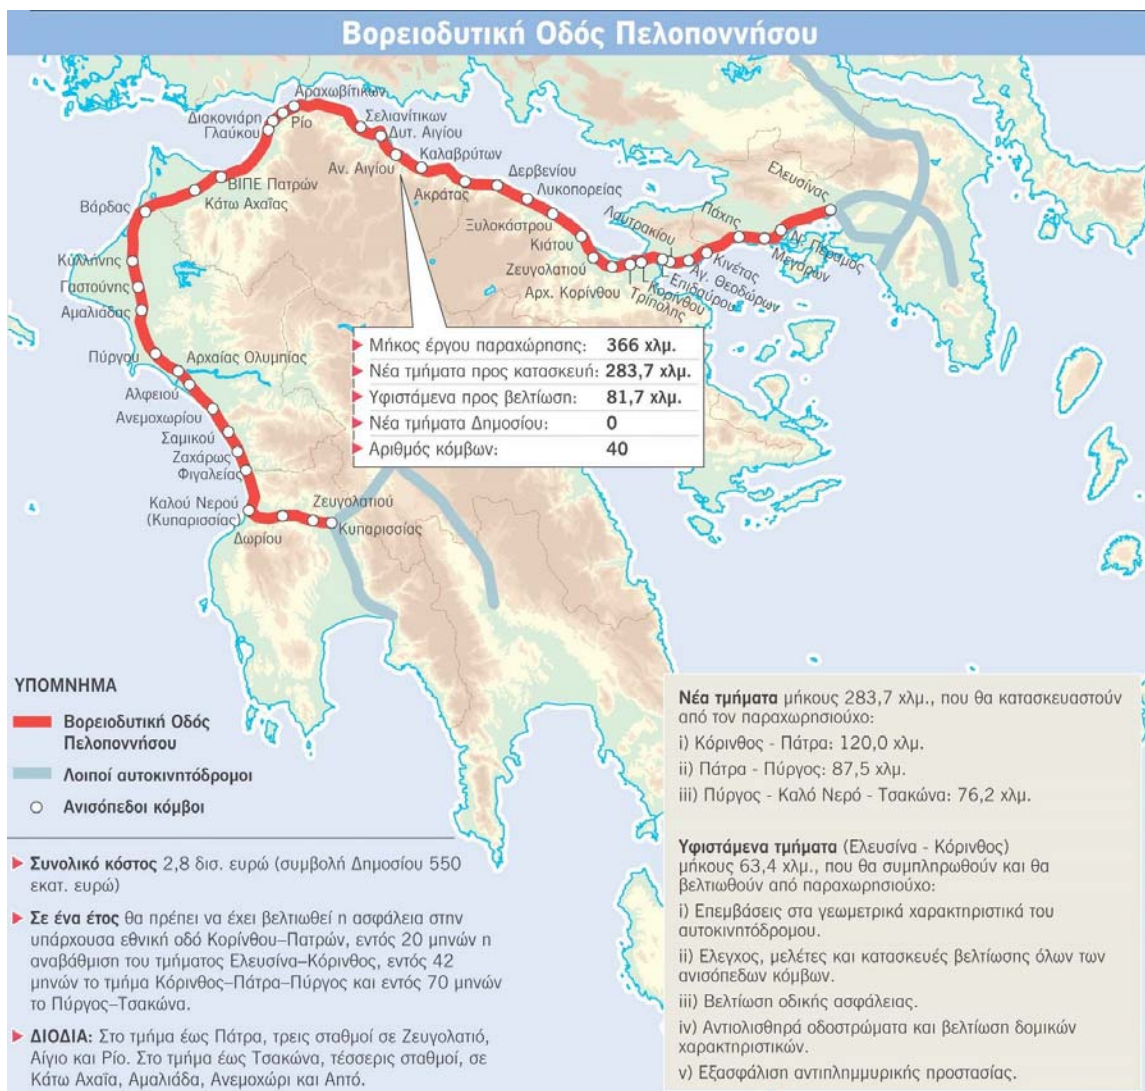 Βορειοδυτική Οδός Πελοποννήσου
Αραχωβίτικων
Ρίο
Διακονιάρη
Γλαύκου
Σελιανίτικων
Δυτ. Αιγίου
Αν. Αιγίου
Καλαβρύτων
Ακράτας
Δερβενίου
Λυκοπορείας
Ξυλοκάστρου
Κιάτου
Ζευγολατιού
Αρχ. Κορίνθου
Τρίπολης
Κορίνθου
Επιδαύρου
Λουτρακίου
Αγ. Θεοδώρων
Κινέτας
Πάχης
Μεγάρων
Αγ. Πέραμος
Ελευσίνας
ΒΙΠΕ Πατρών
Κάτω Αχαΐας
Βάρδας
Κυλλήνης
Γαστούνης
Αμαλιάδας
Πύργου
Αρχαίας Ολυμπίας
Αλφειού
Ανεμοχωρίου
Σαμικού
Ζαχάρως
Φιγαλείας
Καλού Νερού
(Κυπαρισσίας)
Δωρίου
Ζευγολατιού
Κυπαρισσίας
Μήκος έργου παραχώρησης: 366 χλμ.
Νέα τμήματα προς κατασκευή: 283,7 χλμ.
Υφιστάμενα προς βελτίωση: 81,7 χλμ.
Νέα τμήματα Δημοσίου: 0
Αριθμός κόμβων: 40
ΥΠΟΜΝΗΜΑ
Βορειοδυτική Οδός
Πελοποννήσου
Λοιποί αυτοκινητόδρομοι
Ανισόπεδοι κόμβοι
Συνολικό κόστος 2,8 δισ. ευρώ (συμβολή Δημοσίου 550
εκατ. ευρώ)
Σε ένα έτος θα πρέπει να έχει βελτιωθεί η ασφάλεια στην
υπάρχουσα εθνική οδό Κορίνθου–Πατρών, εντός 20 μηνών η
αναβάθμιση του τμήματος Ελευσίνα–Κόρινθος, εντός 42
μηνών το τμήμα Κόρινθος–Πάτρα–Πύργος και εντός 70 μηνών
το Πύργος–Τσακώνα.
ΔΙΟΔΙΑ: Στο τμήμα έως Πάτρα, τρεις σταθμοί σε Ζευγολατιό,
Αίγιο και Ρίο. Στο τμήμα έως Τσακώνα, τέσσερις σταθμοί, σε
Κάτω Αχαΐα, Αμαλιάδα, Ανεμοχώρι και Απτό.
Νέα τμήματα μήκους 283,7 χλμ., που θα κατασκευαστούν
από τον παραχωρησιούχο:
i) Κόρινθος - Πάτρα: 120,0 χλμ.
ii) Πάτρα - Πύργος: 87,5 χλμ.
iii) Πύργος - Καλό Νερό - Τσακώνα: 76,2 χλμ.
Υφιστάμενα τμήματα (Ελευσίνα - Κόρινθος)
μήκους 63,4 χλμ., που θα συμπληρωθούν και θα
βελτιωθούν από παραχωρησιούχο:
i) Επεμβάσεις στα γεωμετρικά χαρακτηριστικά του
αυτοκινητόδρομου.
ii) Ελεγχος, μελέτες και κατασκευές βελτίωσης όλων των
ανισόπεδων κόμβων.
iii) Βελτίωση οδικής ασφάλειας.
iv) Αντιολισθηρά οδοστρώματα και βελτίωση δομικών
χαρακτηριστικών.
v) Εξασφάλιση αντιπλημμυρικής προστασίας.